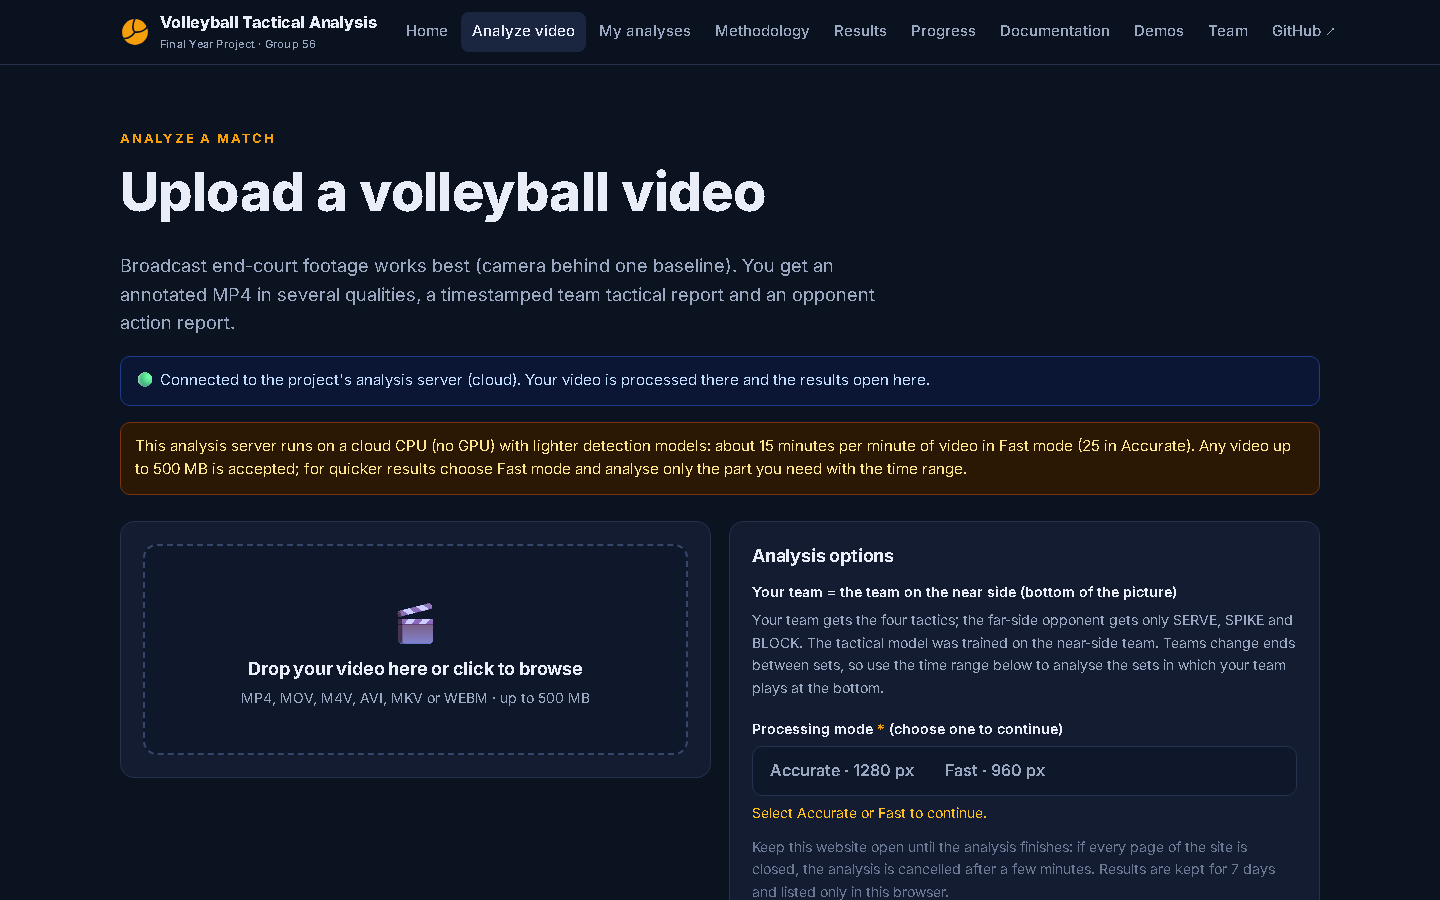 Volleyball Tactical Analysis
Final Year Project · Group 56
Home
Analyze video
My analyses
Methodology
Results
Progress
Documentation
Demos
Team
GitHub ↗
ANALYZE A MATCH
Upload a volleyball video
Broadcast end-court footage works best (camera behind one baseline). You get an
annotated MP4 in several qualities, a timestamped team tactical report and an opponent
action report.
Connected to the project's analysis server (cloud). Your video is processed there and the results open here.
This analysis server runs on a cloud CPU (no GPU) with lighter detection models: about 15 minutes per minute of video in Fast mode (25 in Accurate). Any video up
to 500 MB is accepted; for quicker results choose Fast mode and analyse only the part you need with the time range.
Drop your video here or click to browse
MP4, MOV, M4V, AVI, MKV or WEBM · up to 500 MB
Analysis options
Your team = the team on the near side (bottom of the picture)
Your team gets the four tactics; the far-side opponent gets only SERVE, SPIKE and
BLOCK. The tactical model was trained on the near-side team. Teams change ends
between sets, so use the time range below to analyse the sets in which your team
plays at the bottom.
Processing mode * (choose one to continue)
Accurate · 1280 px
Fast · 960 px
Select Accurate or Fast to continue.
Keep this website open until the analysis finishes: if every page of the site is
closed, the analysis is cancelled after a few minutes. Results are kept for 7 days
and listed only in this browser.